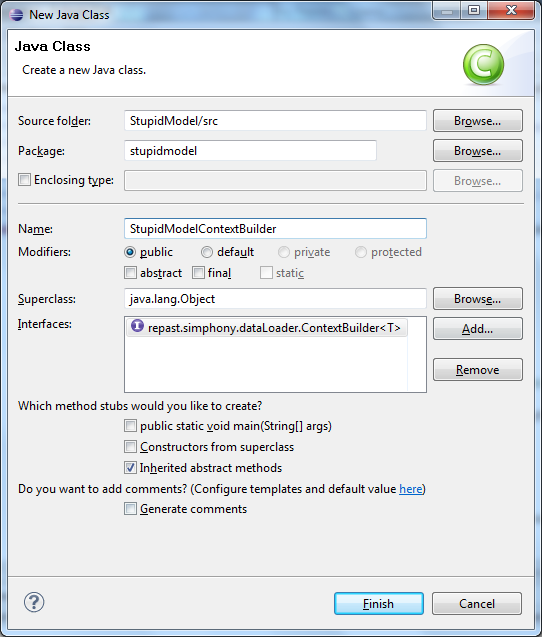 New Java Class
Java Class
Create a new Java class.
C
Source folder: StupidModel/src Browse...
Package: stupidmodel Browse...
Enclosing type: Browse...
Name: StupidModelContextBuilder
Modifiers: public default private protected
abstract final static
Superclass: java.lang.Object Browse...
Interfaces: I repast.simphony.dataLoader.ContextBuilder<T> Add...
Remove
Which method stubs would you like to create?
public static void main(String[] args)
Constructors from superclass
Inherited abstract methods
Do you want to add comments? (Configure templates and default value here)
Generate comments
? Finish Cancel